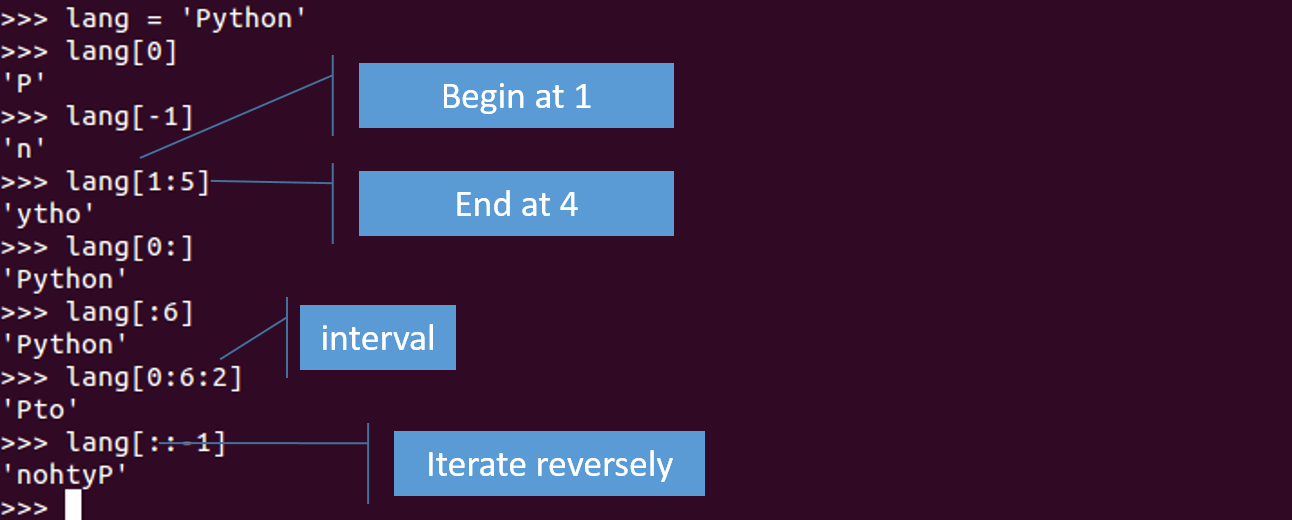 >>> lang = 'Python'
>>> lang[0]
'P'
>>> lang[-1]
'n'
>>> lang[1:5]
'ytho'
>>> lang[0:]
'Python'
>>> lang[:6]
'Python'
>>> lang[0:6:2]
'Pto'
>>> lang[::-1]
'nohtyP'
>>>
Begin at 1
End at 4
interval
Iterate reversely